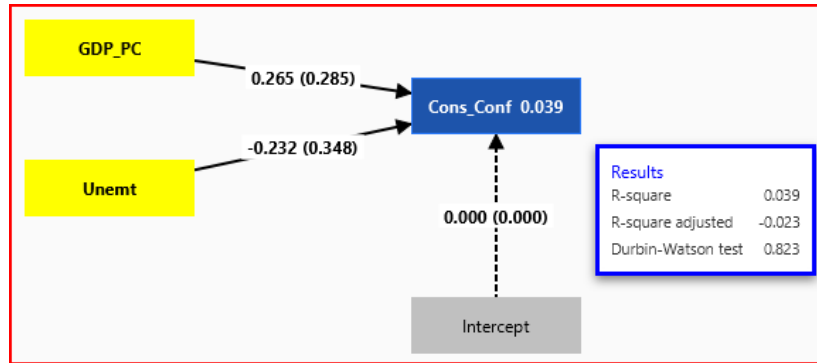 GDP_PC
0.265 (0.285)
Cons_Conf 0.039
-0.232 (0.348)
Unemt
Results
R-square 0.039
R-square adjusted -0.023
Durbin-Watson test 0.823
0.000 (0.000)
Intercept